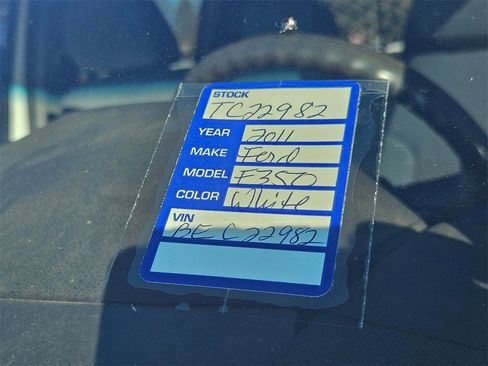 STOCK
TC22982
YEAR 2011
MAKE Ford
MODEL F350
COLOR White
VIN
BEC22982